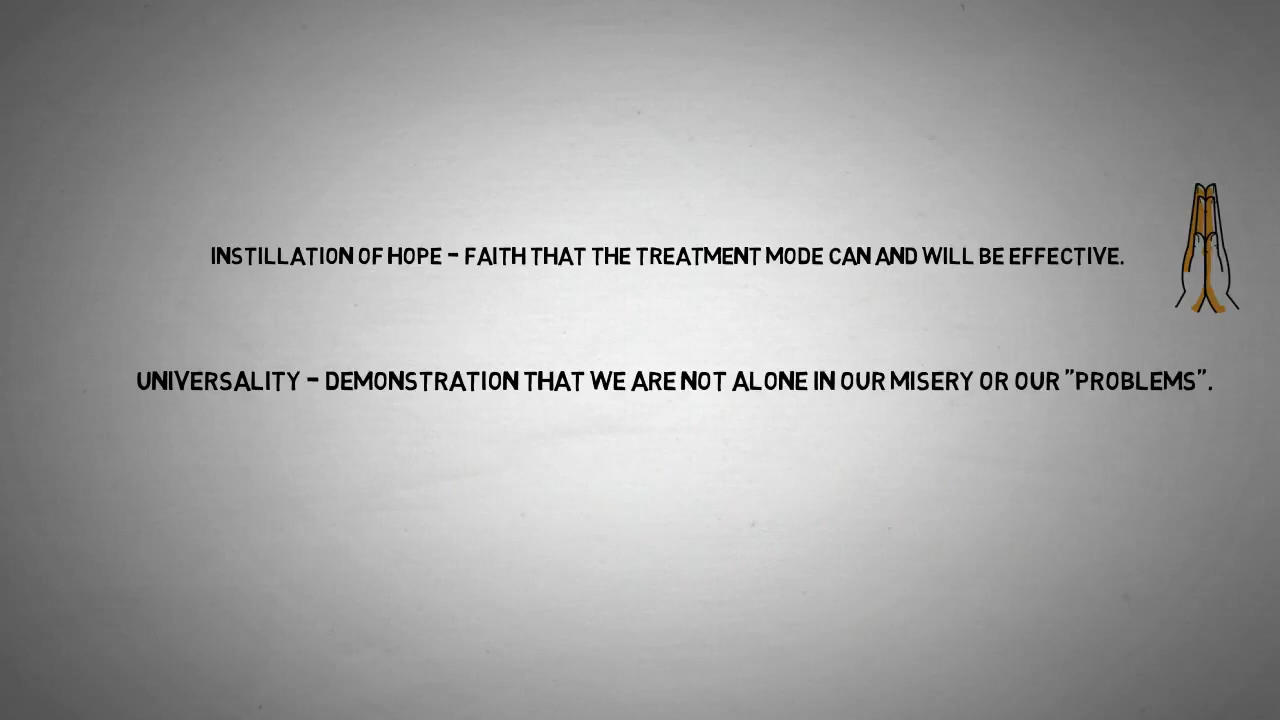 INSTILLATION OF HOPE - FAITH THAT THE TREATMENT MODE CAN AND WILL BE EFFECTIVE.
UNIVERSALITY - DEMONSTRATION THAT WE ARE NOT ALONE IN OUR MISERY OR OUR "PROBLEMS".